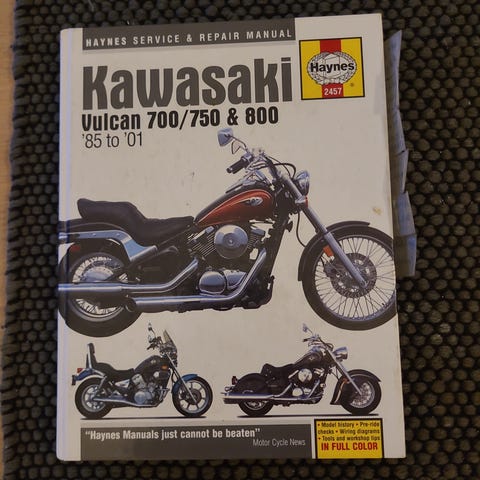 HAYNES SERVICE & REPAIR MANUAL
Haynes
2457
Kawasaki
Vulcan 700/750 & 800
'85 to '01
"Haynes Manuals just cannot be beaten"
Motor Cycle News
• Model history • Pre-ride
checks • Wiring diagrams
• Tools and workshop tips
IN FULL COLOR